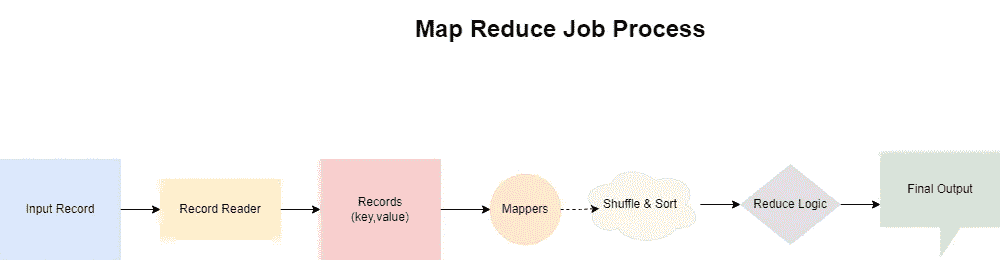 Map Reduce Job Process
Input Record
Record Reader
Records
(key,value)
Mappers
Shuffle & Sort
Reduce Logic
Final Output